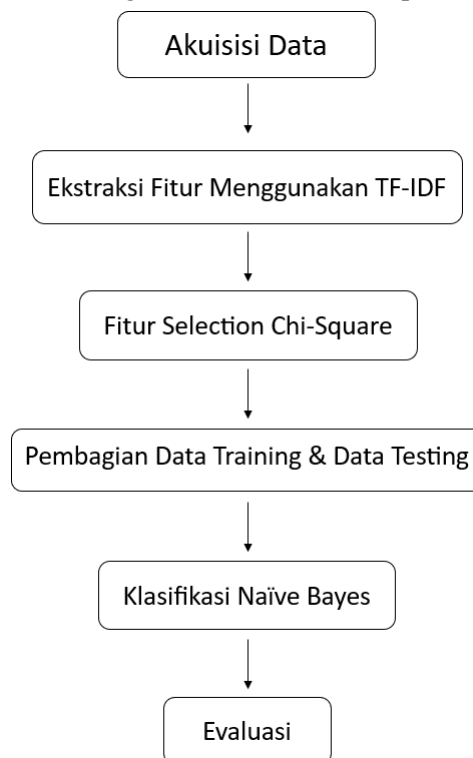 Akuisisi Data
Ekstraksi Fitur Menggunakan TF-IDF
Fitur Selection Chi-Square
Pembagian Data Training & Data Testing
Klasifikasi Naïve Bayes
Evaluasi